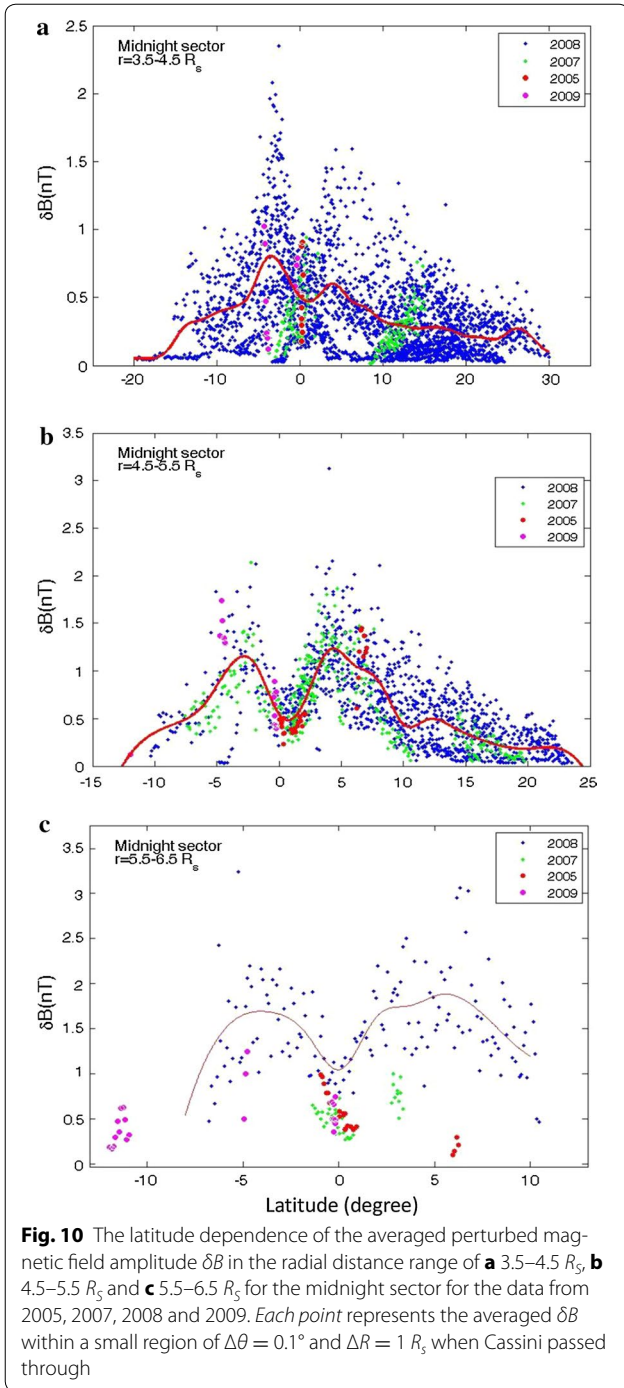 a
Midnight sector
r=3.5-4.5 R_s
2008
2007
2005
2009
2.5
2
1.5
1
0.5
0
δB(nT)
-20 -10 0 10 20 30
b
Midnight sector
r=4.5-5.5 R_s
2008
2007
2005
2009
3.5
3
2.5
2
1.5
1
0.5
0
δB(nT)
-15 -10 -5 0 5 10 15 20 25
c
Midnight sector
r=5.5-6.5 R_s
2008
2007
2005
2009
3.5
3
2.5
2
1.5
1
0.5
0
δB(nT)
-10 -5 0 5 10
Latitude (degree)
Fig. 10 The latitude dependence of the averaged perturbed mag-
netic field amplitude δB in the radial distance range of a 3.5–4.5 R_S, b
4.5–5.5 R_S and c 5.5–6.5 R_S for the midnight sector for the data from
2005, 2007, 2008 and 2009. Each point represents the averaged δB
within a small region of Δθ = 0.1° and ΔR = 1 R_s when Cassini passed
through